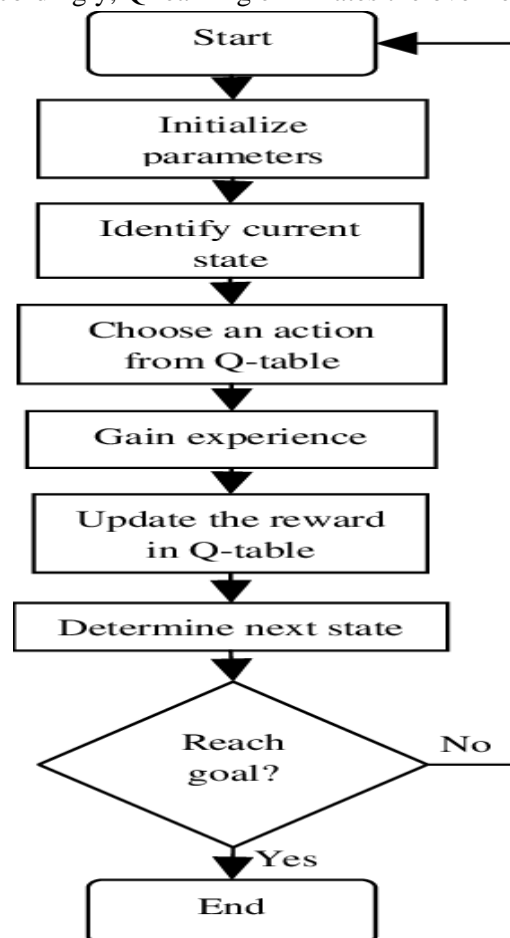 Start
Initialize
parameters
Identify current
state
Choose an action
from Q-table
Gain experience
Update the reward
in Q-table
Determine next state
Reach
goal?
No
Yes
End